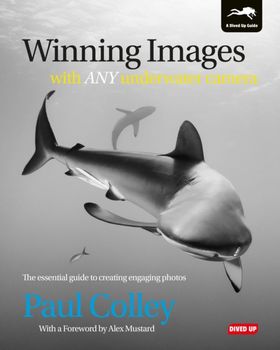 A Dived Up Guide
Winning Images
with ANY underwater camera
The essential guide to creating engaging photos
Paul Colley
With a Foreword by Alex Mustard
DIVED UP